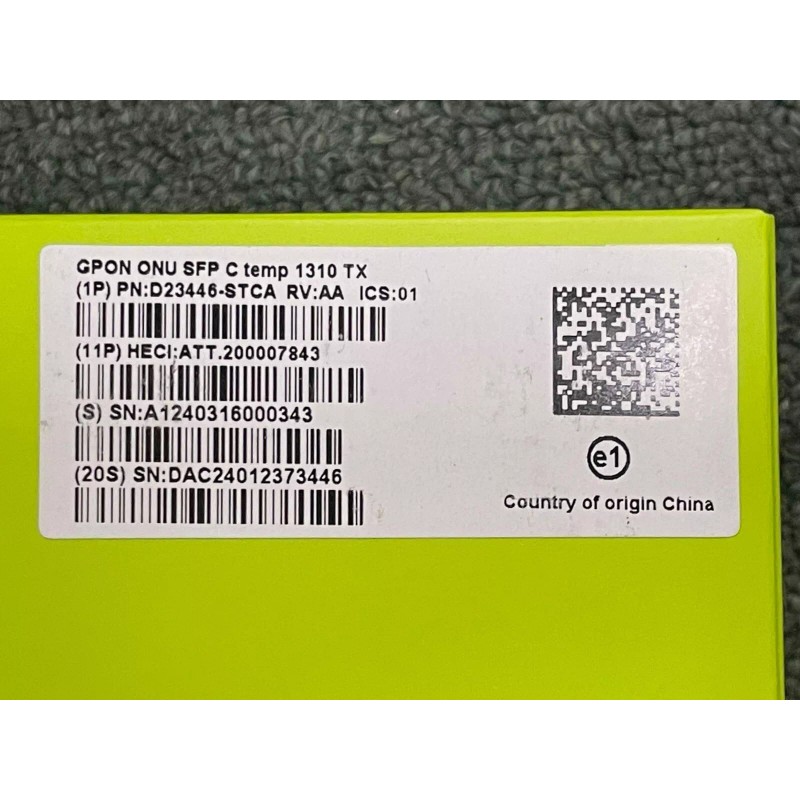 GPON ONU SFP C temp 1310 TX
(1P) PN:D23446-STCA RV:AA ICS:01
(11P) HECI:ATT.200007843
(S) SN:A1240316000343
(20S) SN:DAC24012373446
e1
Country of origin China